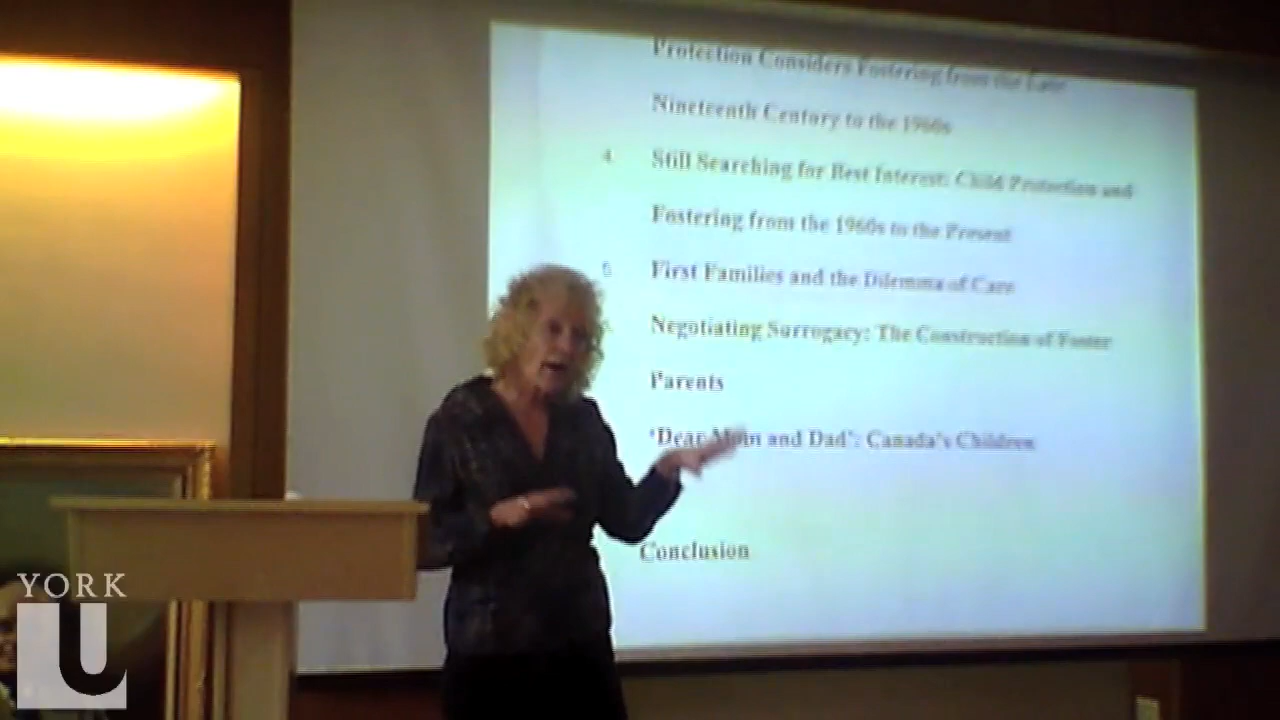 Protection Considers Fostering from the Late
Nineteenth Century to the 1960s
4. Still Searching for Best Interest: Child Protection and
Fostering from the 1960s to the Present
First Families and the Dilemma of Care
Negotiating Surrogacy: The Construction of Foster
Parents
'Dear Mom and Dad': Canada's Children
Conclusion
YORK
U